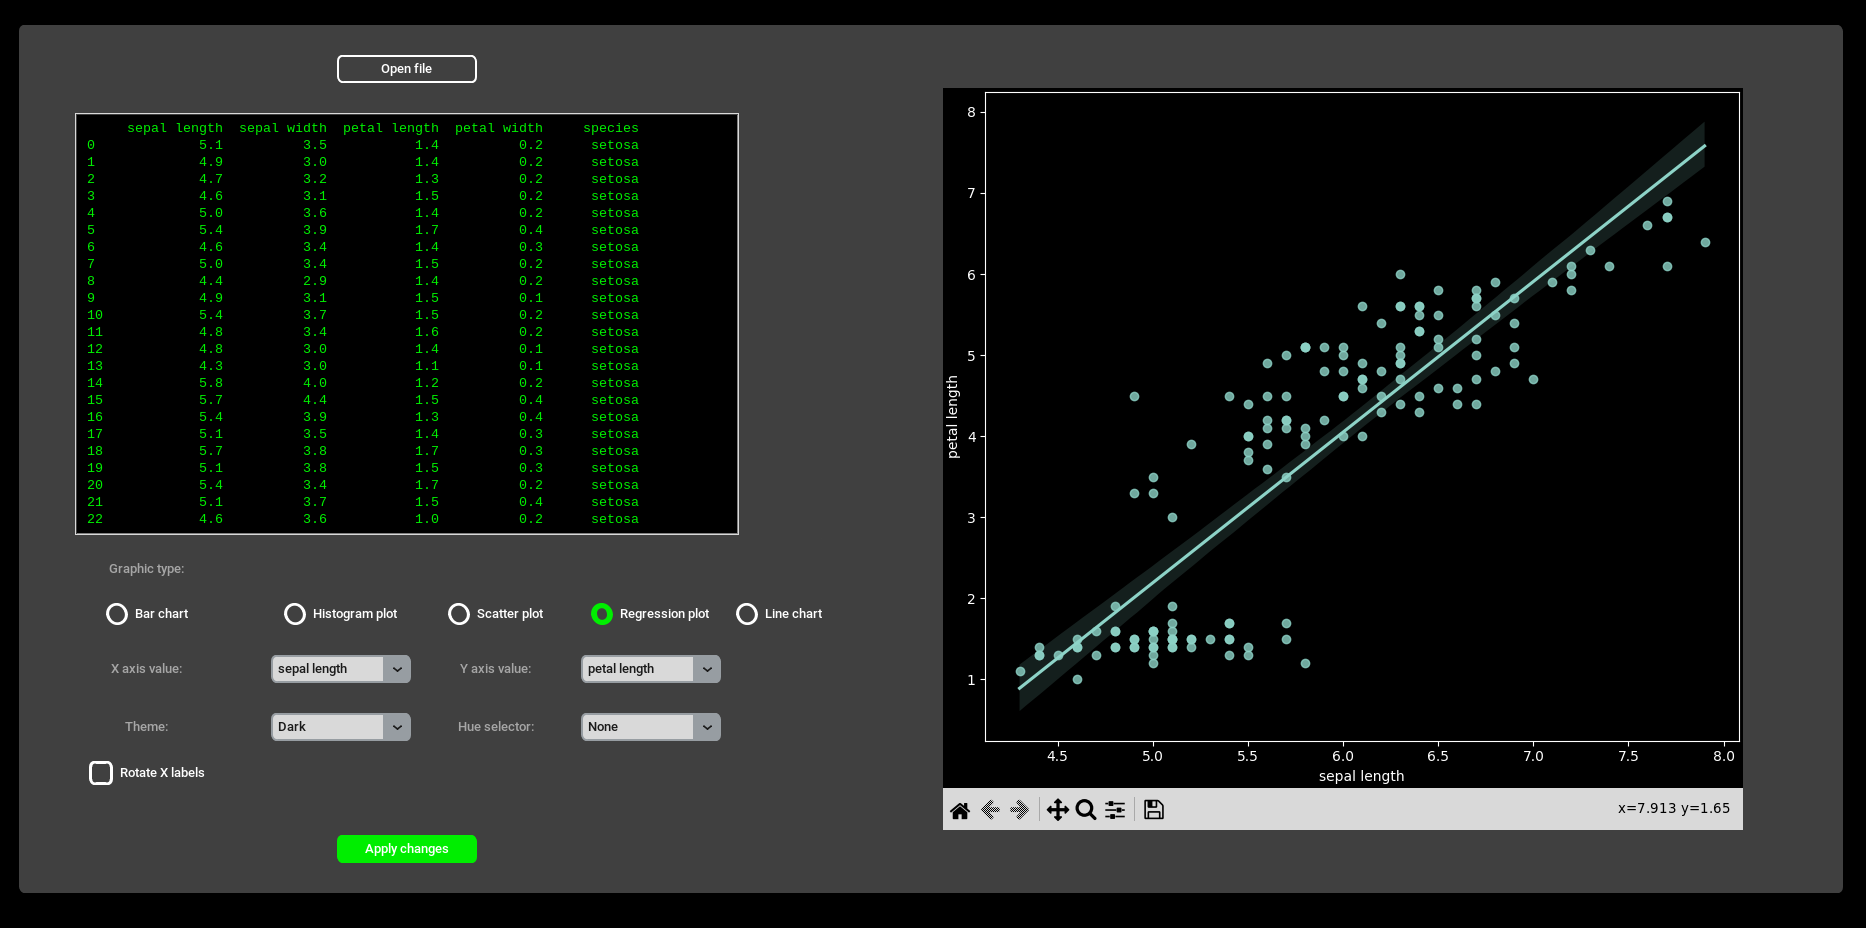 Open file
sepal length  sepal width  petal length  petal width     species
0             5.1          3.5           1.4          0.2      setosa
1             4.9          3.0           1.4          0.2      setosa
2             4.7          3.2           1.3          0.2      setosa
3             4.6          3.1           1.5          0.2      setosa
4             5.0          3.6           1.4          0.2      setosa
5             5.4          3.9           1.7          0.4      setosa
6             4.6          3.4           1.4          0.3      setosa
7             5.0          3.4           1.5          0.2      setosa
8             4.4          2.9           1.4          0.2      setosa
9             4.9          3.1           1.5          0.1      setosa
10            5.4          3.7           1.5          0.2      setosa
11            4.8          3.4           1.6          0.2      setosa
12            4.8          3.0           1.4          0.1      setosa
13            4.3          3.0           1.1          0.1      setosa
14            5.8          4.0           1.2          0.2      setosa
15            5.7          4.4           1.5          0.4      setosa
16            5.4          3.9           1.3          0.4      setosa
17            5.1          3.5           1.4          0.3      setosa
18            5.7          3.8           1.7          0.3      setosa
19            5.1          3.8           1.5          0.3      setosa
20            5.4          3.4           1.7          0.2      setosa
21            5.1          3.7           1.5          0.4      setosa
22            4.6          3.6           1.0          0.2      setosa
Graphic type:
Bar chart Histogram plot Scatter plot Regression plot Line chart
X axis value: sepal length Y axis value: petal length
Theme: Dark Hue selector: None
Rotate X labels
Apply changes
8
7
6
5
4
3
2
1
petal length
4.5 5.0 5.5 6.0 6.5 7.0 7.5 8.0
sepal length
x=7.913 y=1.65